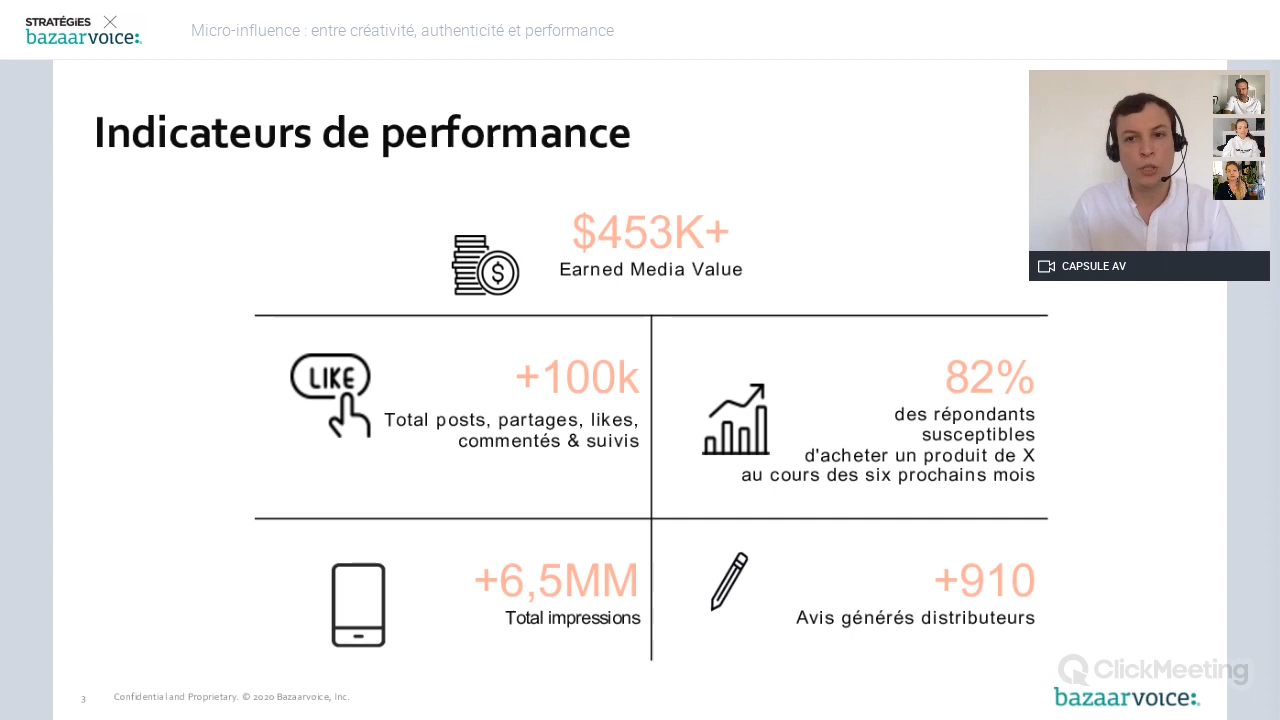 STRATÉGIES
bazaarvoice:.
Micro-influence : entre créativité, authenticité et performance
Indicateurs de performance
$453K+
Earned Media Value
CAPSULE AV
LIKE
+100k
Total posts, partages, likes,
commentés & suivis
82%
des répondants
susceptibles
d'acheter un produit de X
au cours des six prochains mois
+6,5MM
Total impressions
+910
Avis générés distributeurs
ClickMeeting
3
Confidential and Proprietary. © 2020 Bazaarvoice, Inc.
bazaarvoice:.